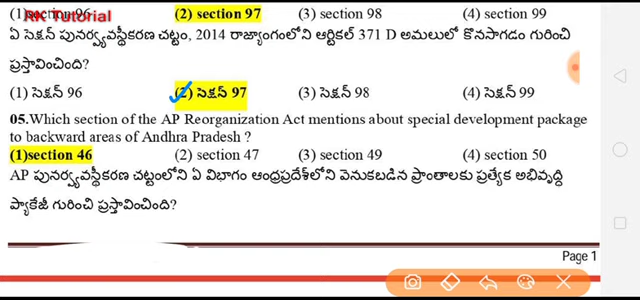 (1)section 96 (2) section 97 (3) section 98 (4) section 99
RK Tutorial
ఏ సెక్షన్ పునర్వ్యవస్థీకరణ చట్టం, 2014 రాజ్యాంగంలోని ఆర్టికల్ 371 D అమలులో కొనసాగడం గురించి
ప్రస్తావించింది?
(1) సెక్షన్ 96 (2) సెక్షన్ 97 (3) సెక్షన్ 98 (4) సెక్షన్ 99
05.Which section of the AP Reorganization Act mentions about special development package
to backward areas of Andhra Pradesh ?
(1)section 46 (2) section 47 (3) section 49 (4) section 50
AP పునర్వ్యవస్థీకరణ చట్టంలోని ఏ విభాగం ఆంధ్రప్రదేశ్‌లోని వెనుకబడిన ప్రాంతాలకు ప్రత్యేక అభివృద్ధి
ప్యాకేజీ గురించి ప్రస్తావించింది?
Page 1